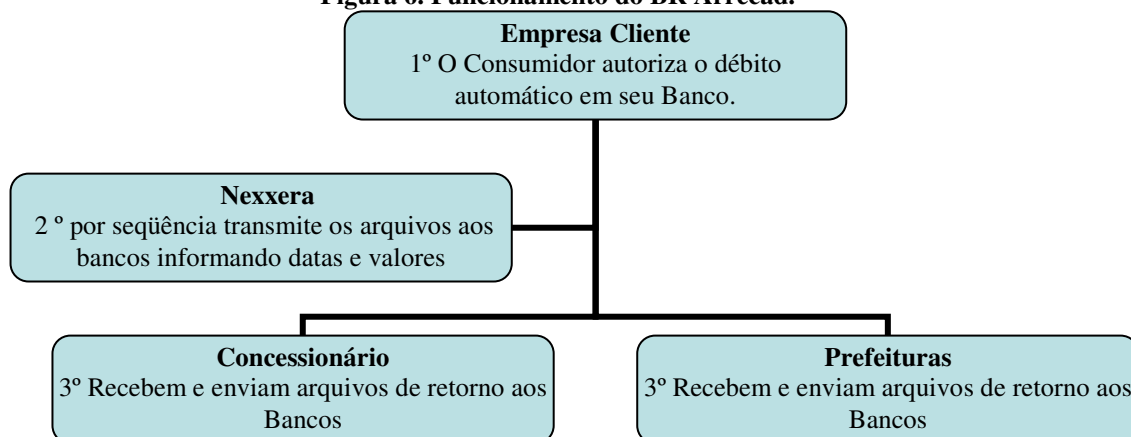 Figura 6. Funcionamento do BR Arrecad.
Empresa Cliente
1º O Consumidor autoriza o débito
automático em seu Banco.
Nexxera
2 º por seqüência transmite os arquivos aos
bancos informando datas e valores
Concessionário
3º Recebem e enviam arquivos de retorno aos
Bancos
Prefeituras
3º Recebem e enviam arquivos de retorno aos
Bancos